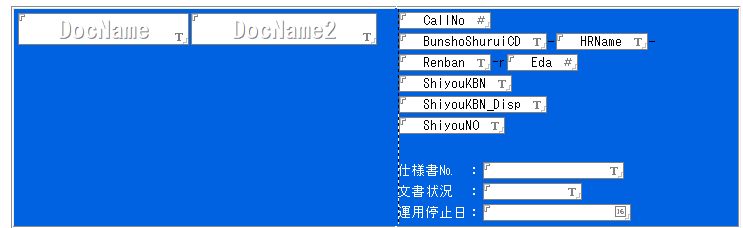 DocName T DocName2 T
CallNo #
BunshoShuruiCD T - HRName T -
Renban T -r Eda #
ShiyouKBN T
ShiyouKBN_Disp T
ShiyouNO T
仕様書№ : T
文書状況 : T
運用停止日 : 16